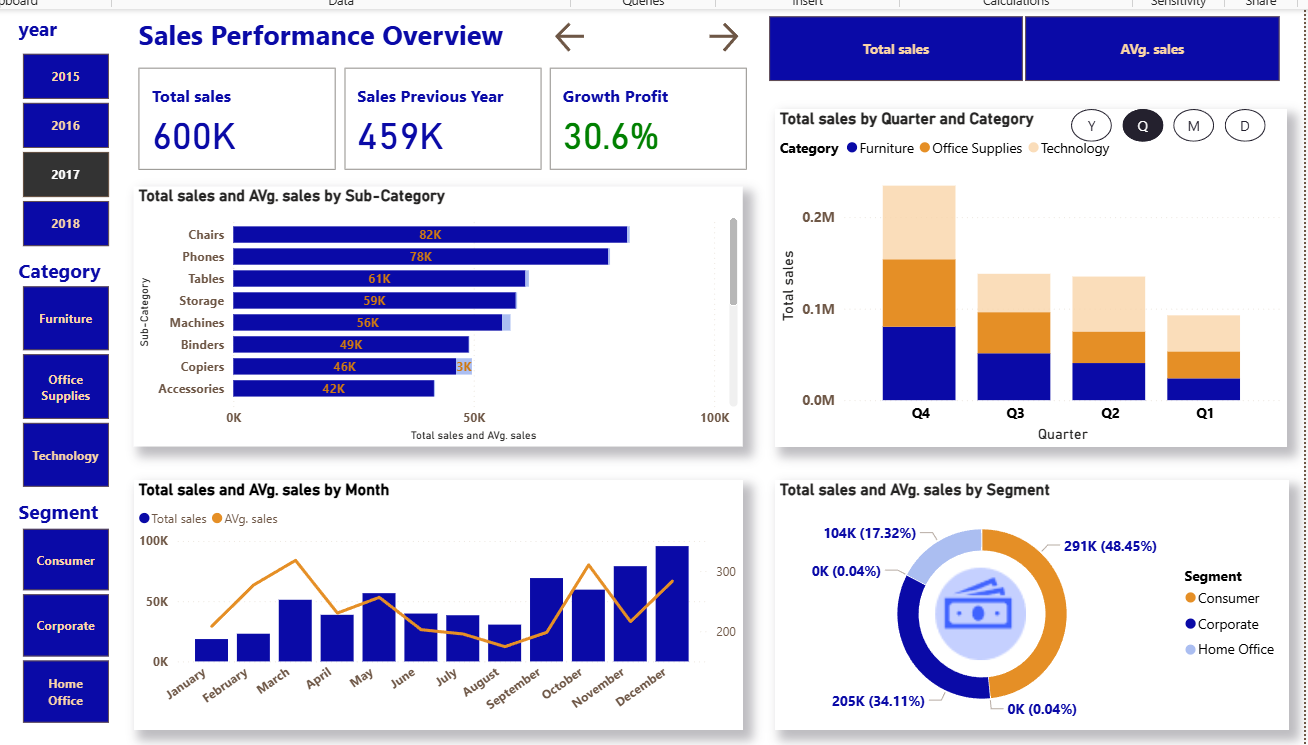 pboard
Data
Queries
Insert
Calculations
Sensitivity
Share
year
2015
2016
2017
2018
Category
Furniture
Office
Supplies
Technology
Segment
Consumer
Corporate
Home
Office
Sales Performance Overview
Total sales
600K
Sales Previous Year
459K
Growth Profit
30.6%
Total sales
AVg. sales
Total sales and AVg. sales by Sub-Category
Sub-Category
Chairs 82K
Phones 78K
Tables 61K
Storage 59K
Machines 56K
Binders 49K
Copiers 46K 3K
Accessories 42K
0K 50K 100K
Total sales and AVg. sales
Total sales by Quarter and Category
Y Q M D
Category Furniture Office Supplies Technology
Total sales
0.2M
0.1M
0.0M
Q4 Q3 Q2 Q1
Quarter
Total sales and AVg. sales by Month
Total sales AVg. sales
100K
50K
0K
300
200
January February March April May June July August September October November December
Total sales and AVg. sales by Segment
104K (17.32%)
291K (48.45%)
0K (0.04%)
205K (34.11%)
0K (0.04%)
Segment
Consumer
Corporate
Home Office